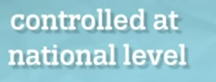 controlled at
national level